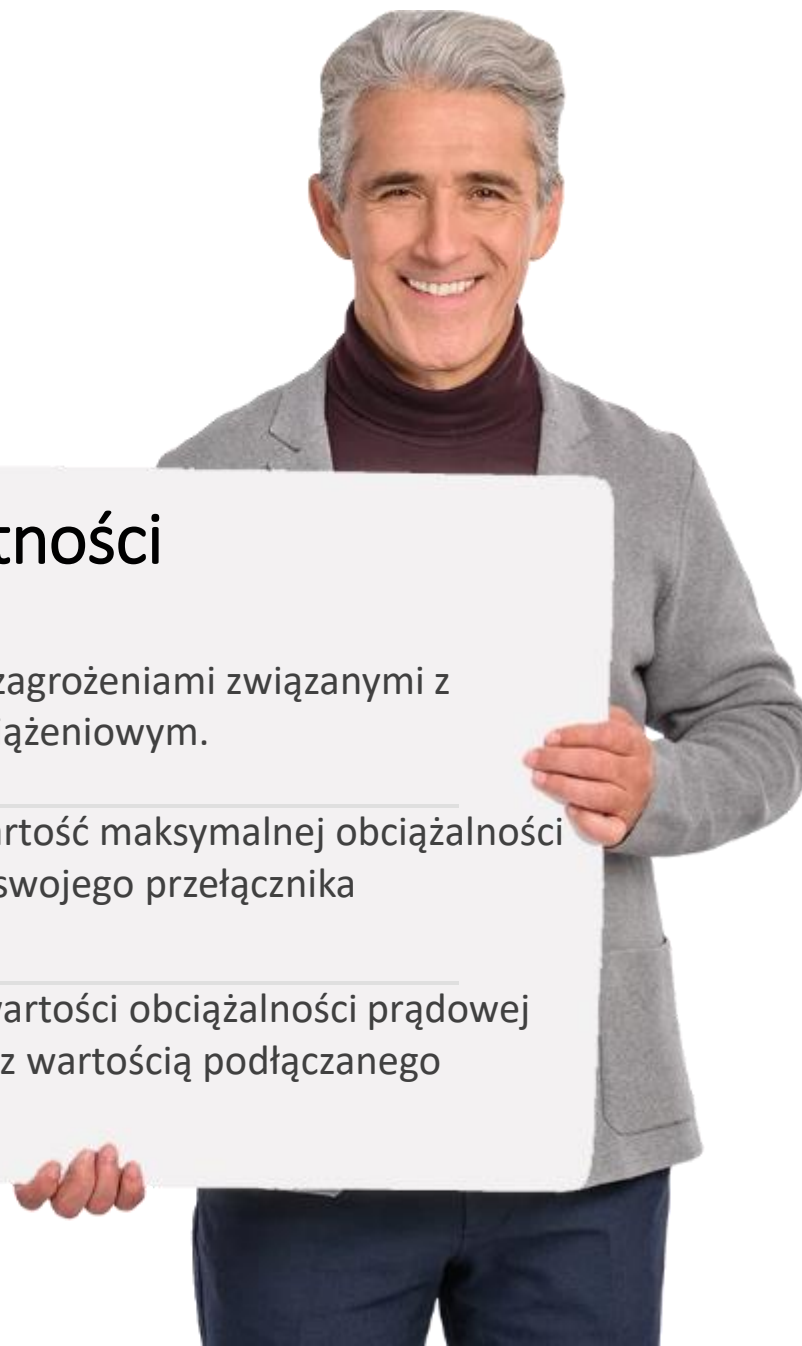 tności
zagrożeniami związanymi z
iążeniowym.
artość maksymalnej obciążalności
swojego przełącznika
wartości obciążalności prądowej
z wartością podłączanego